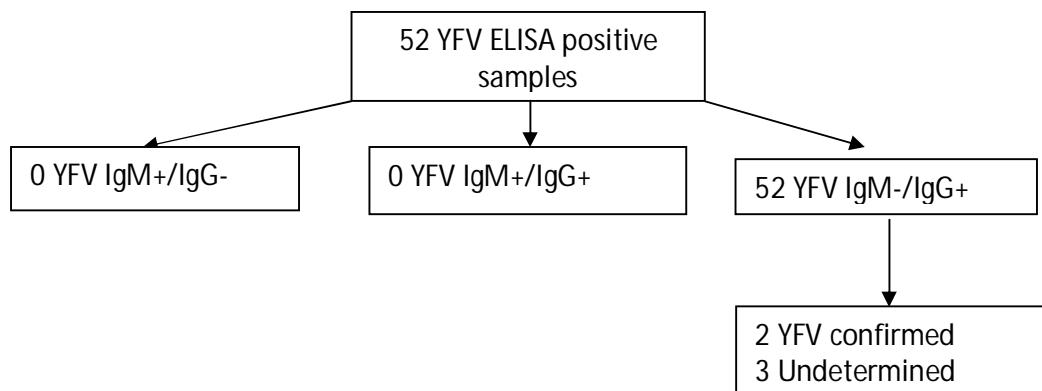 52 YFV ELISA positive
samples
0 YFV IgM+/IgG-
0 YFV IgM+/IgG+
52 YFV IgM-/IgG+
2 YFV confirmed
3 Undetermined